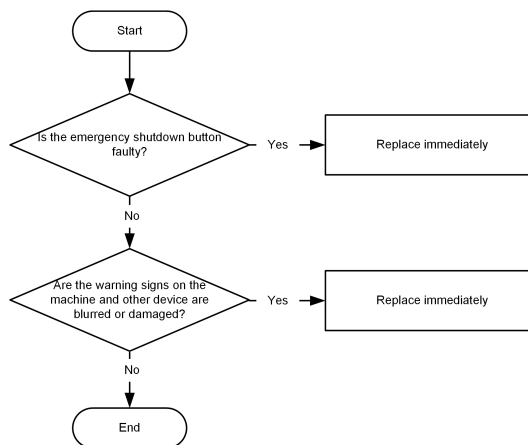 Start
Is the emergency shutdown button
faulty?
Yes
Replace immediately
No
Are the warning signs on the
machine and other device are
blurred or damaged?
Yes
Replace immediately
No
End